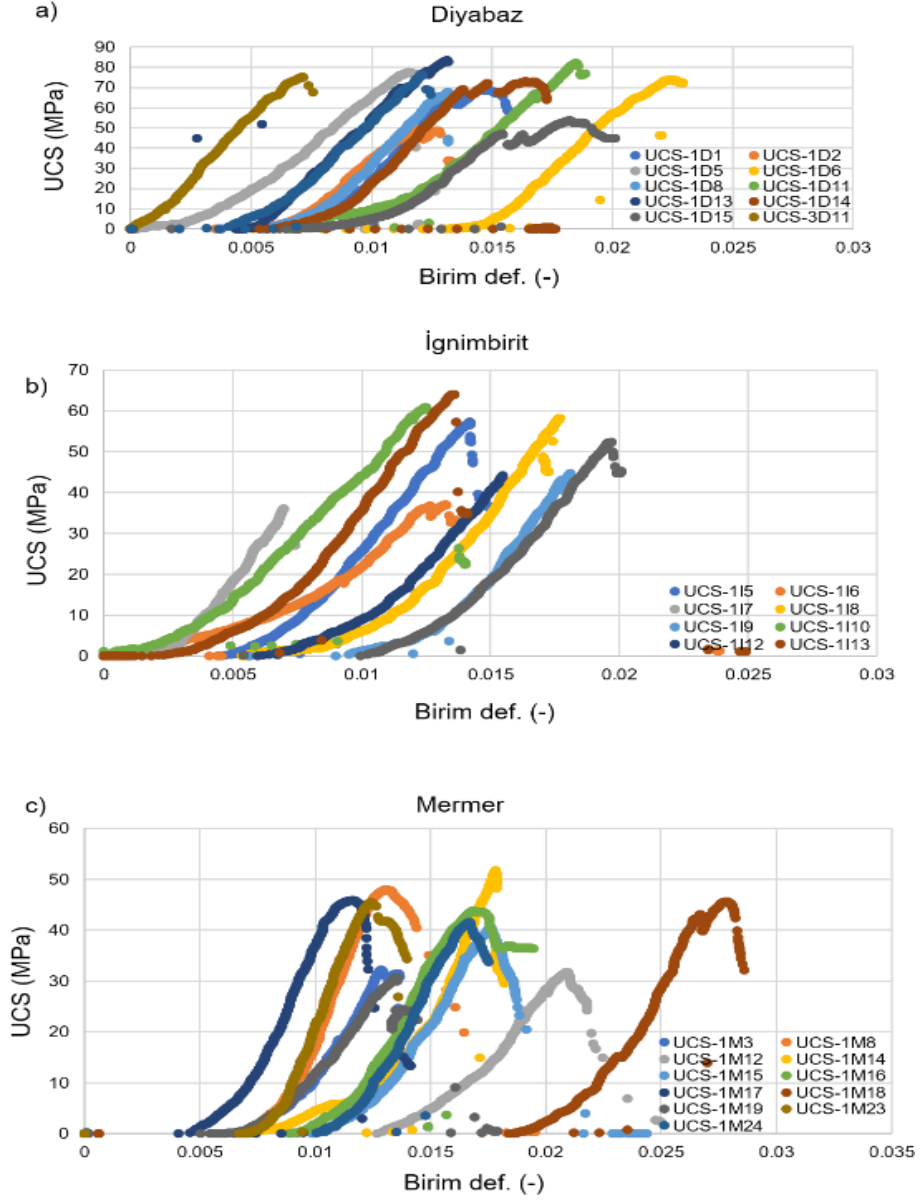 a)
Diyabaz
UCS (MPa)
90
80
70
60
50
40
30
20
10
0
UCS-1D1 UCS-1D2
UCS-1D5 UCS-1D6
UCS-1D8 UCS-1D11
UCS-1D13 UCS-1D14
UCS-1D15 UCS-3D11
0 0.005 0.01 0.015 0.02 0.025 0.03
Birim def. (-)
İgnimbirit
b)
UCS (MPa)
70
60
50
40
30
20
10
0
UCS-1I5 UCS-1I6
UCS-1I7 UCS-1I8
UCS-1I9 UCS-1I10
UCS-1I12 UCS-1I13
0 0.005 0.01 0.015 0.02 0.025 0.03
Birim def. (-)
c)
Mermer
UCS (MPa)
60
50
40
30
20
10
0
UCS-1M3 UCS-1M8
UCS-1M12 UCS-1M14
UCS-1M15 UCS-1M16
UCS-1M17 UCS-1M18
UCS-1M19 UCS-1M23
UCS-1M24
0 0.005 0.01 0.015 0.02 0.025 0.03 0.035
Birim def. (-)